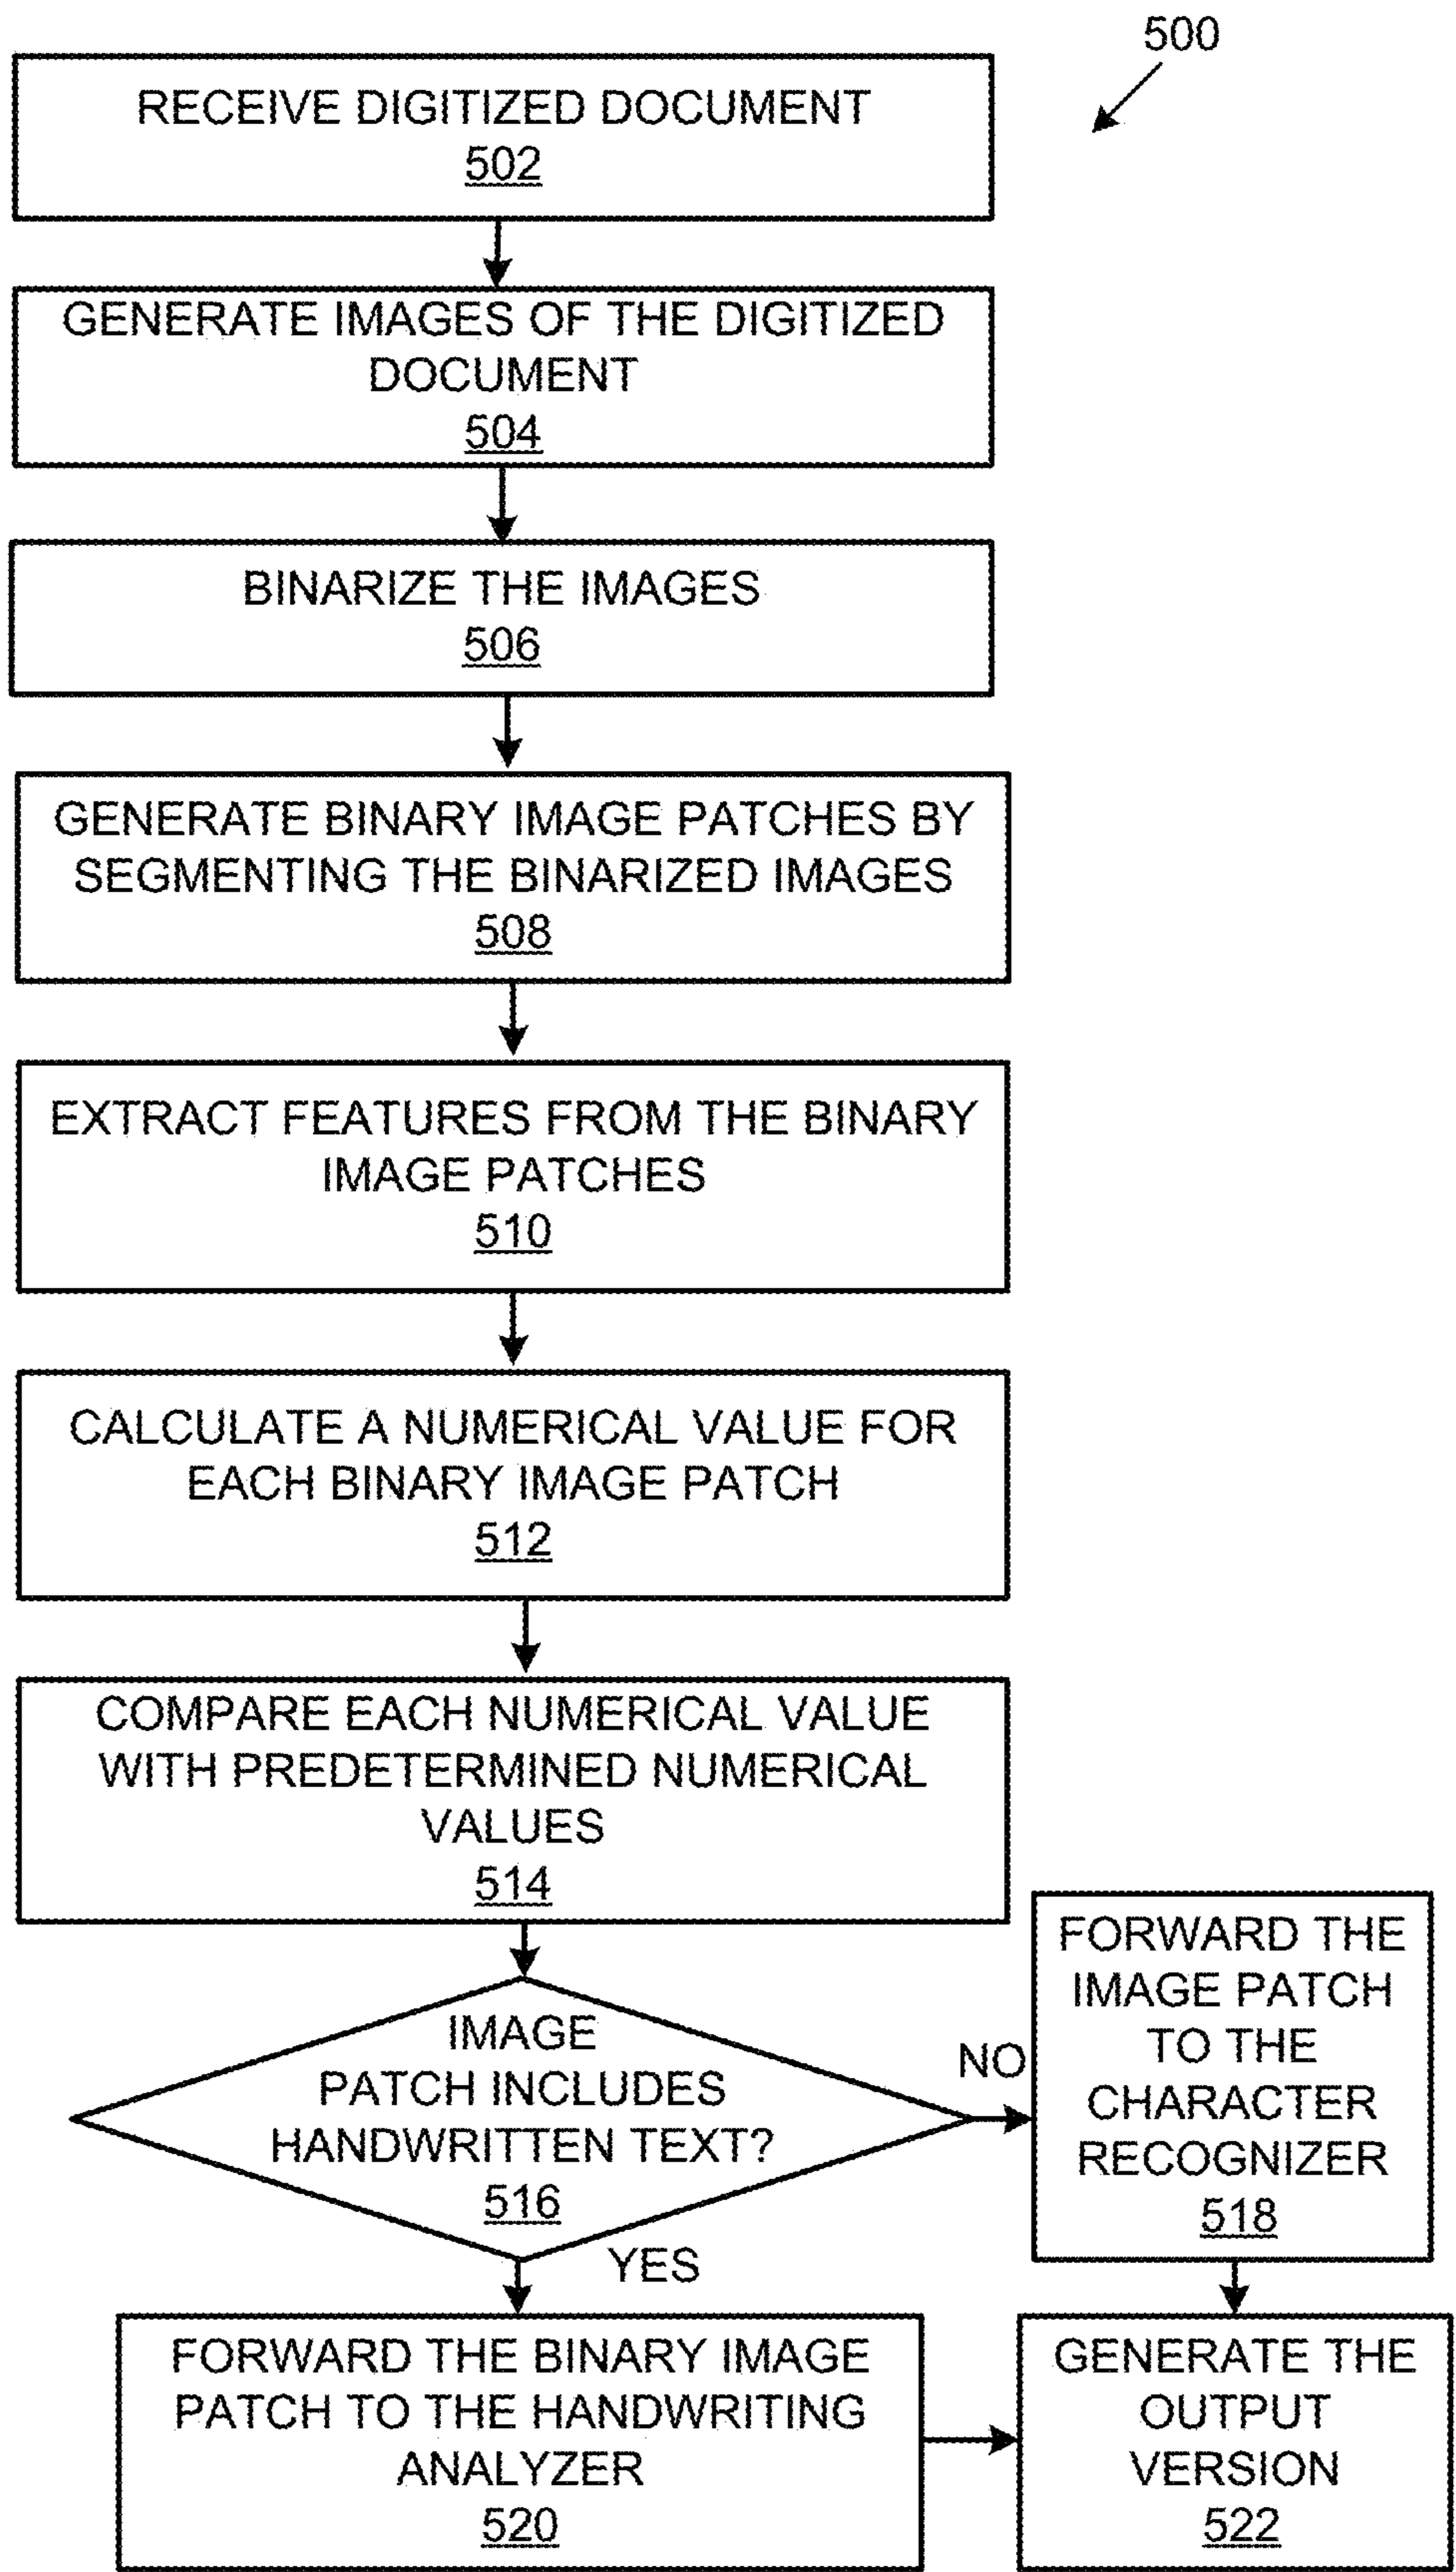 500
RECEIVE DIGITIZED DOCUMENT
502
GENERATE IMAGES OF THE DIGITIZED
DOCUMENT
504
BINARIZE THE IMAGES
506
GENERATE BINARY IMAGE PATCHES BY
SEGMENTING THE BINARIZED IMAGES
508
EXTRACT FEATURES FROM THE BINARY
IMAGE PATCHES
510
CALCULATE A NUMERICAL VALUE FOR
EACH BINARY IMAGE PATCH
512
COMPARE EACH NUMERICAL VALUE
WITH PREDETERMINED NUMERICAL
VALUES
514
IMAGE
PATCH INCLUDES
HANDWRITTEN TEXT?
516
NO
FORWARD THE
IMAGE PATCH
TO THE
CHARACTER
RECOGNIZER
518
YES
FORWARD THE BINARY IMAGE
PATCH TO THE HANDWRITING
ANALYZER
520
GENERATE THE
OUTPUT
VERSION
522